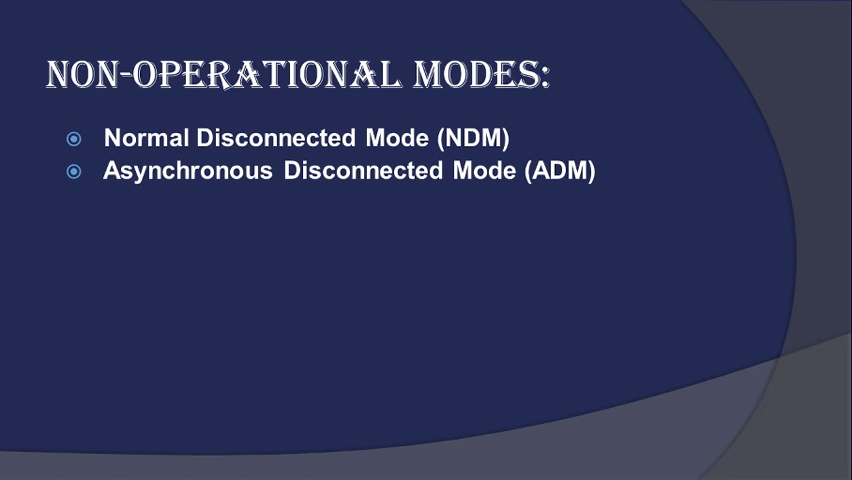 NON-OPERATIONAL MODES:
Normal Disconnected Mode (NDM)
Asynchronous Disconnected Mode (ADM)